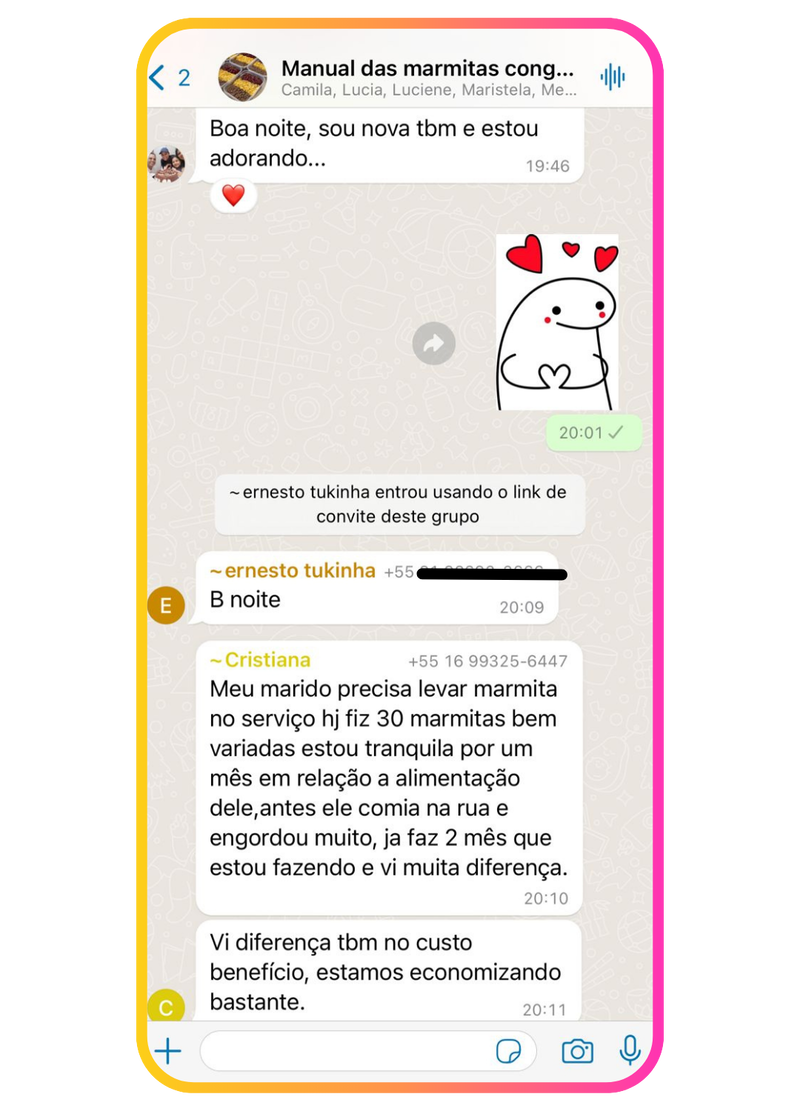 2
Manual das marmitas cong...
Camila, Lucia, Luciene, Maristela, Me...
Boa noite, sou nova tbm e estou
adorando...
19:46
20:01
~ernesto tukinha entrou usando o link de
convite deste grupo
~ernesto tukinha +55
E
B noite
20:09
~Cristiana +55 16 99325-6447
Meu marido precisa levar marmita
no serviço hj fiz 30 marmitas bem
variadas estou tranquila por um
mês em relação a alimentação
dele,antes ele comia na rua e
engordou muito, ja faz 2 mês que
estou fazendo e vi muita diferença.
20:10
Vi diferença tbm no custo
benefício, estamos economizando
bastante.
20:11
C